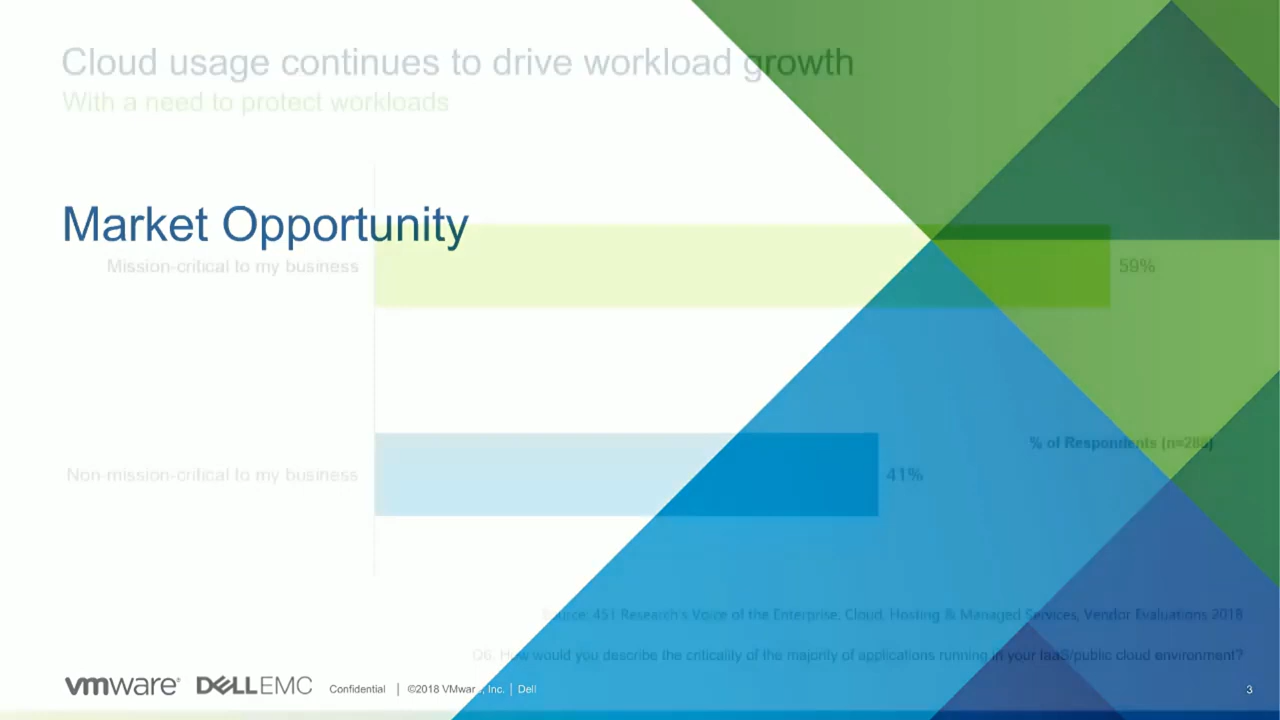 Cloud usage continues to drive workload growth
With a need to protect workloads
Market Opportunity
Mission-critical to my business
59%
% of Respondents (n=288)
Non-mission-critical to my business
41%
Source: 451 Research's Voice of the Enterprise, Cloud, Hosting & Managed Services, Vendor Evaluations 2018
Q6. How would you describe the criticality of the majority of applications running in your IaaS/public cloud environment?
vmware DELLEMC Confidential | ©2018 VMware, Inc. | Dell 3